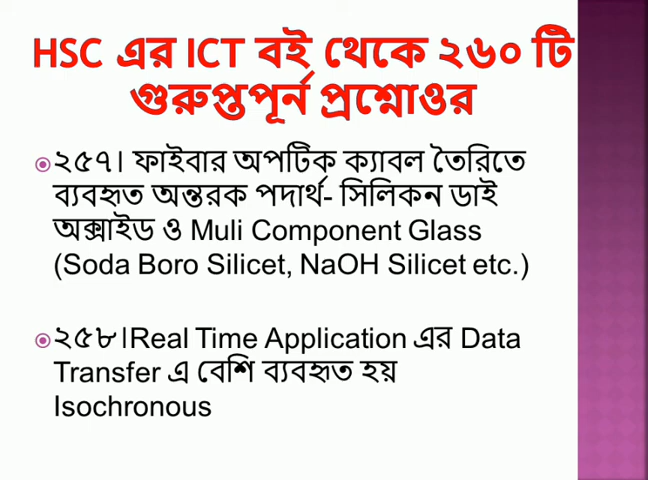 HSC এর ICT বই থেকে ২৬০ টি
গুরুপ্তপূর্ন প্রশ্নোওর
২৫৭। ফাইবার অপটিক ক্যাবল তৈরিতে
ব্যবহৃত অন্তরক পদার্থ- সিলিকন ডাই
অক্সাইড ও Muli Component Glass
(Soda Boro Silicet, NaOH Silicet etc.)
২৫৮।Real Time Application এর Data
Transfer এ বেশি ব্যবহৃত হয়
Isochronous